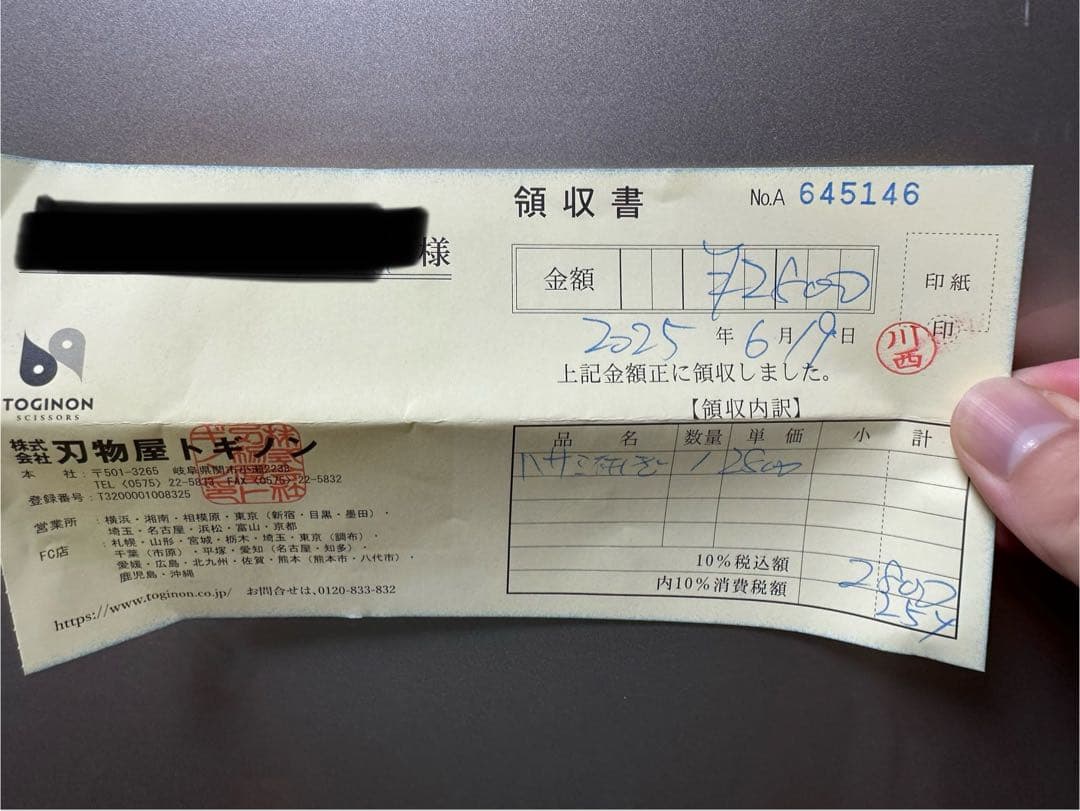 様
領収書
No.A 645146
金額 ¥2800
印紙
2025年6月19日
印
川西
上記金額正に領収しました。
TOGINON
SCISSORS
株式会社 刃物屋トギノン
本社:〒501-3265 岐阜県関市小瀬
TEL〈0575〉22-5833 FAX〈0575〉22-5832
登録番号:T3200001008325
営業所:横浜・湘南・相模原・東京(新宿・目黒・墨田)・
埼玉・名古屋・浜松・富山・京都
FC店:札幌・山形・宮城・栃木・埼玉・東京(調布)・
千葉(市原)・平塚・愛知(名古屋・知多)・
愛媛・広島・北九州・佐賀・熊本(熊本市・八代市)・
鹿児島・沖縄
https://www.toginon.co.jp/ お問合せは、0120-833-832
【領収内訳】
品名 数量 単価 小計
ハサミ研ぎ 1
10%税込額 2800
内10%消費税額 254